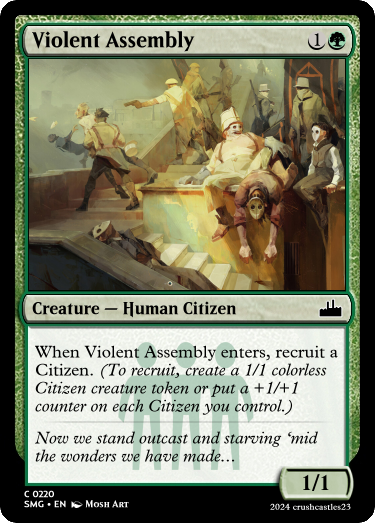 Violent Assembly 1
Creature — Human Citizen
When Violent Assembly enters, recruit a
Citizen. (To recruit, create a 1/1 colorless
Citizen creature token or put a +1/+1
counter on each Citizen you control.)
Now we stand outcast and starving ‘mid
the wonders we have made...
1/1
C 0220
SMG • EN Mosh Art
2024 crushcastles23